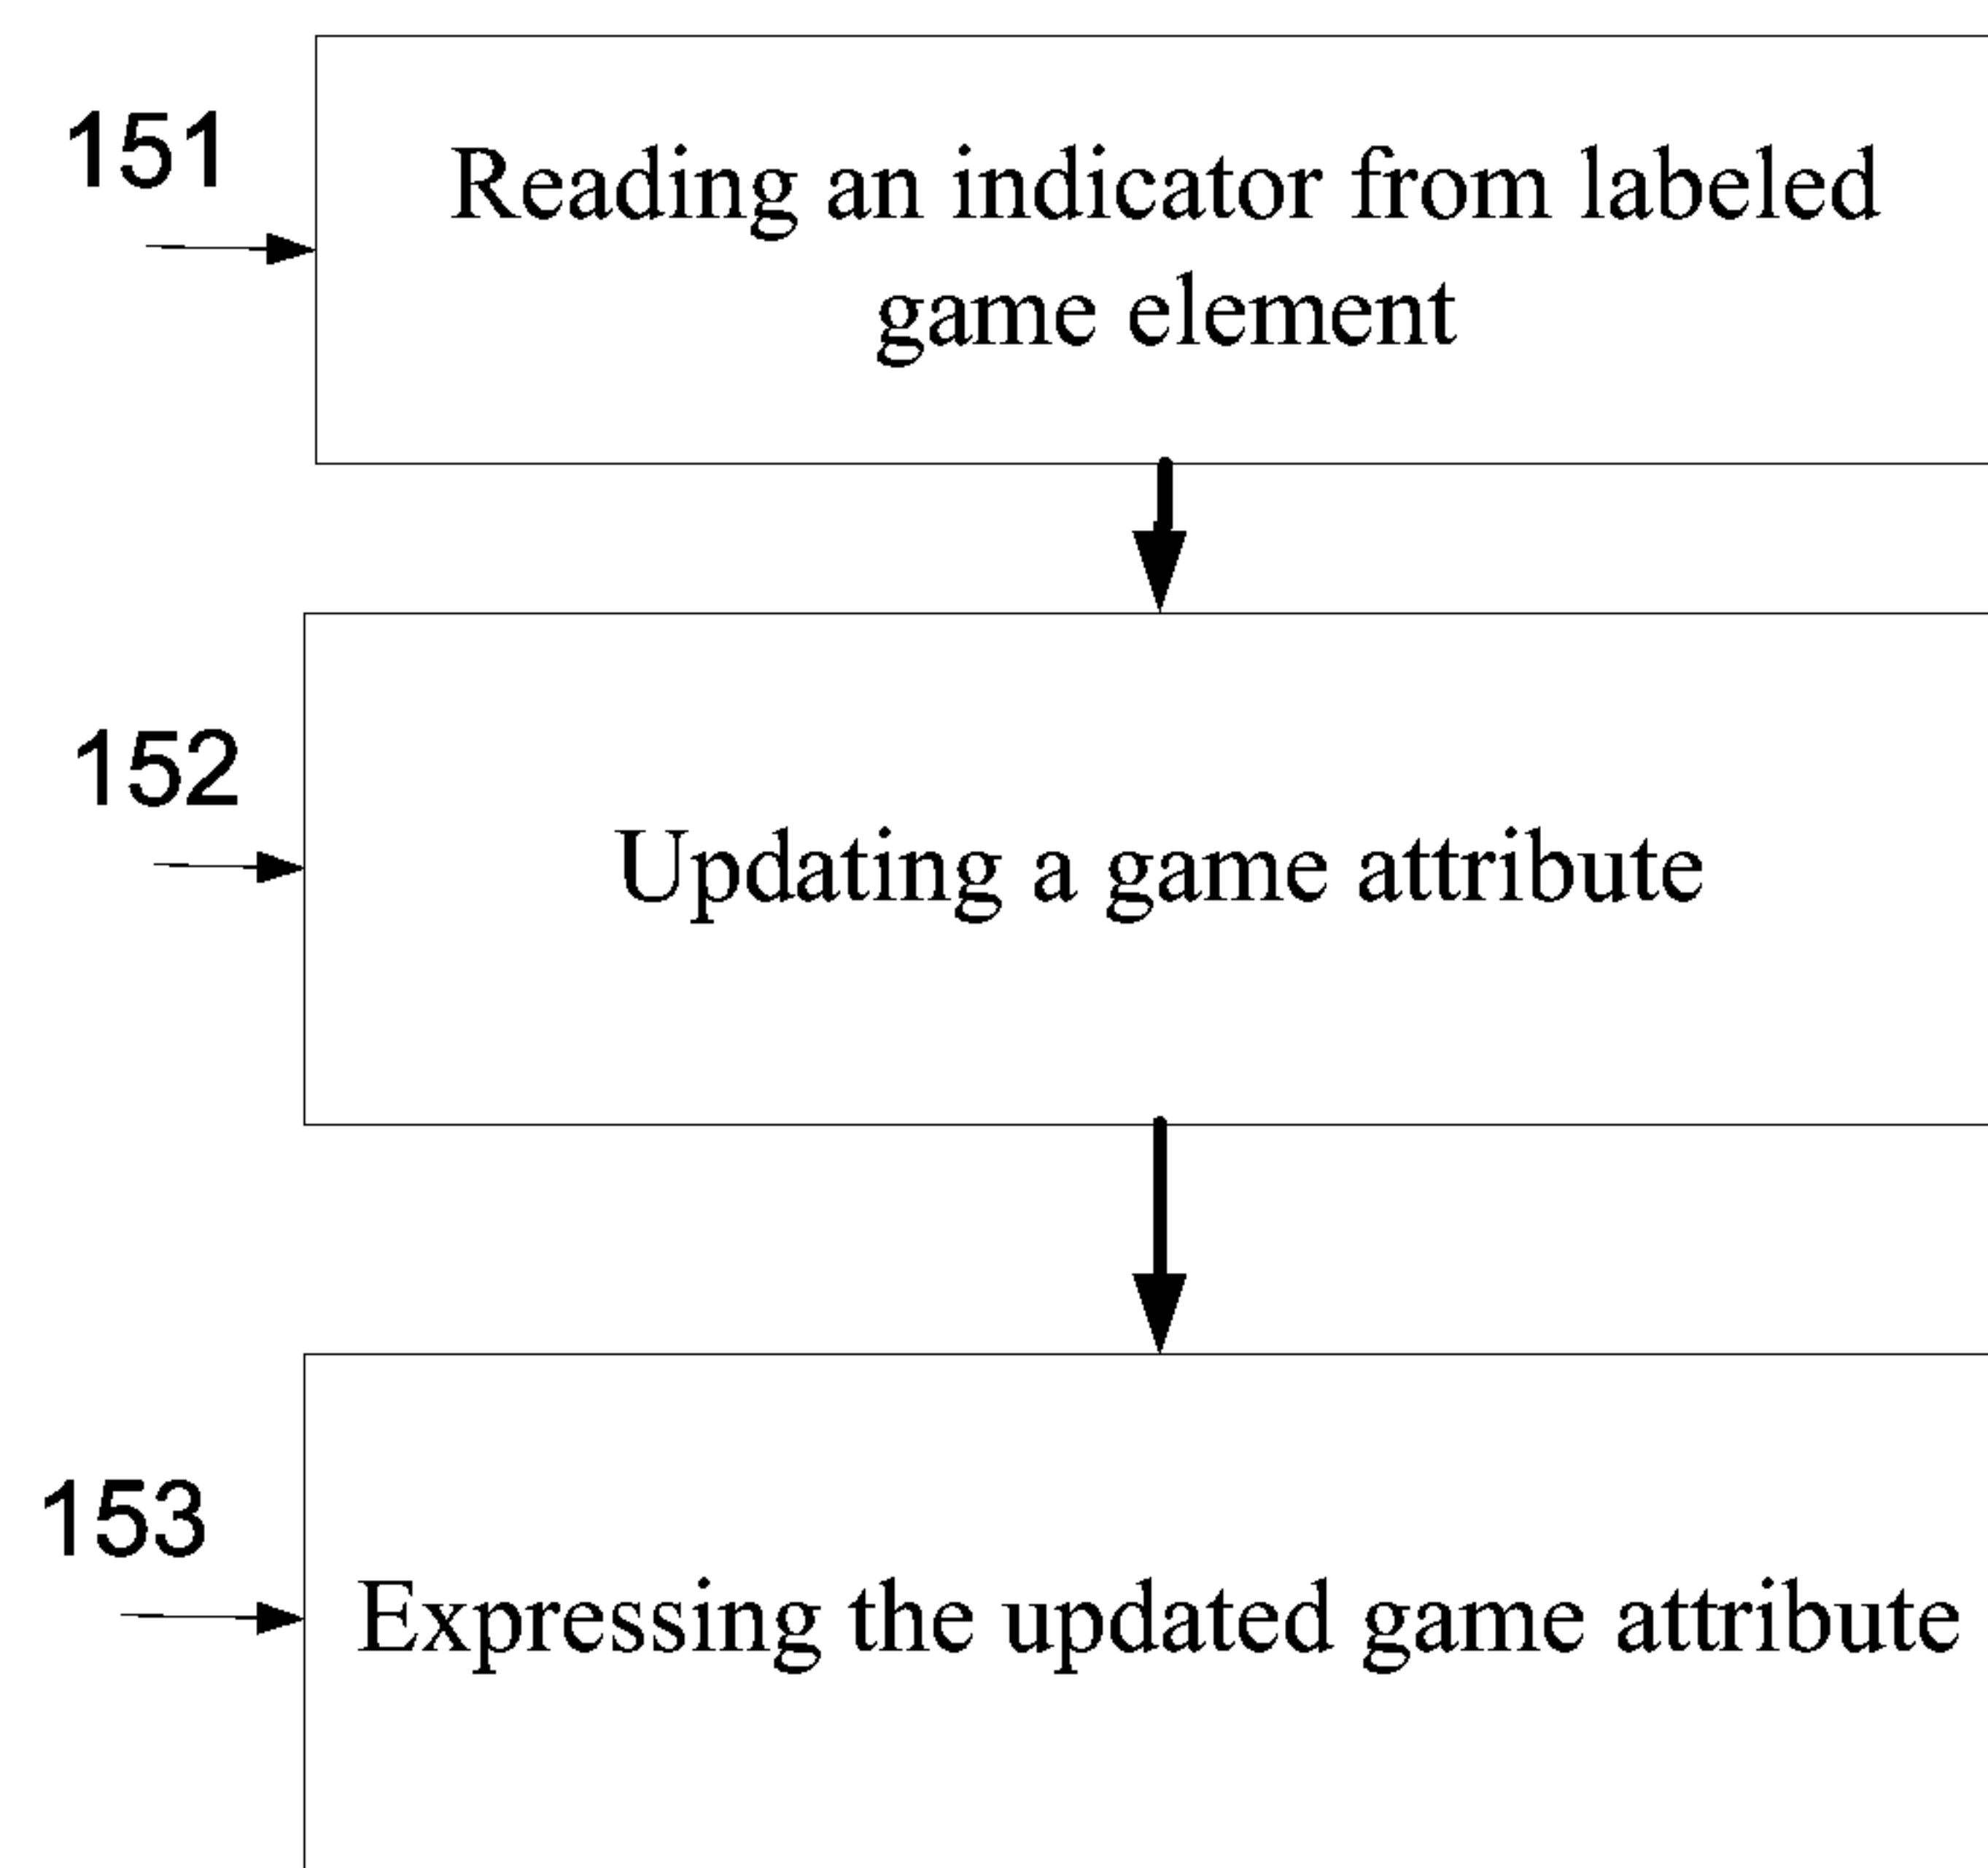 151
Reading an indicator from labeled
game element
152
Updating a game attribute
153
Expressing the updated game attribute